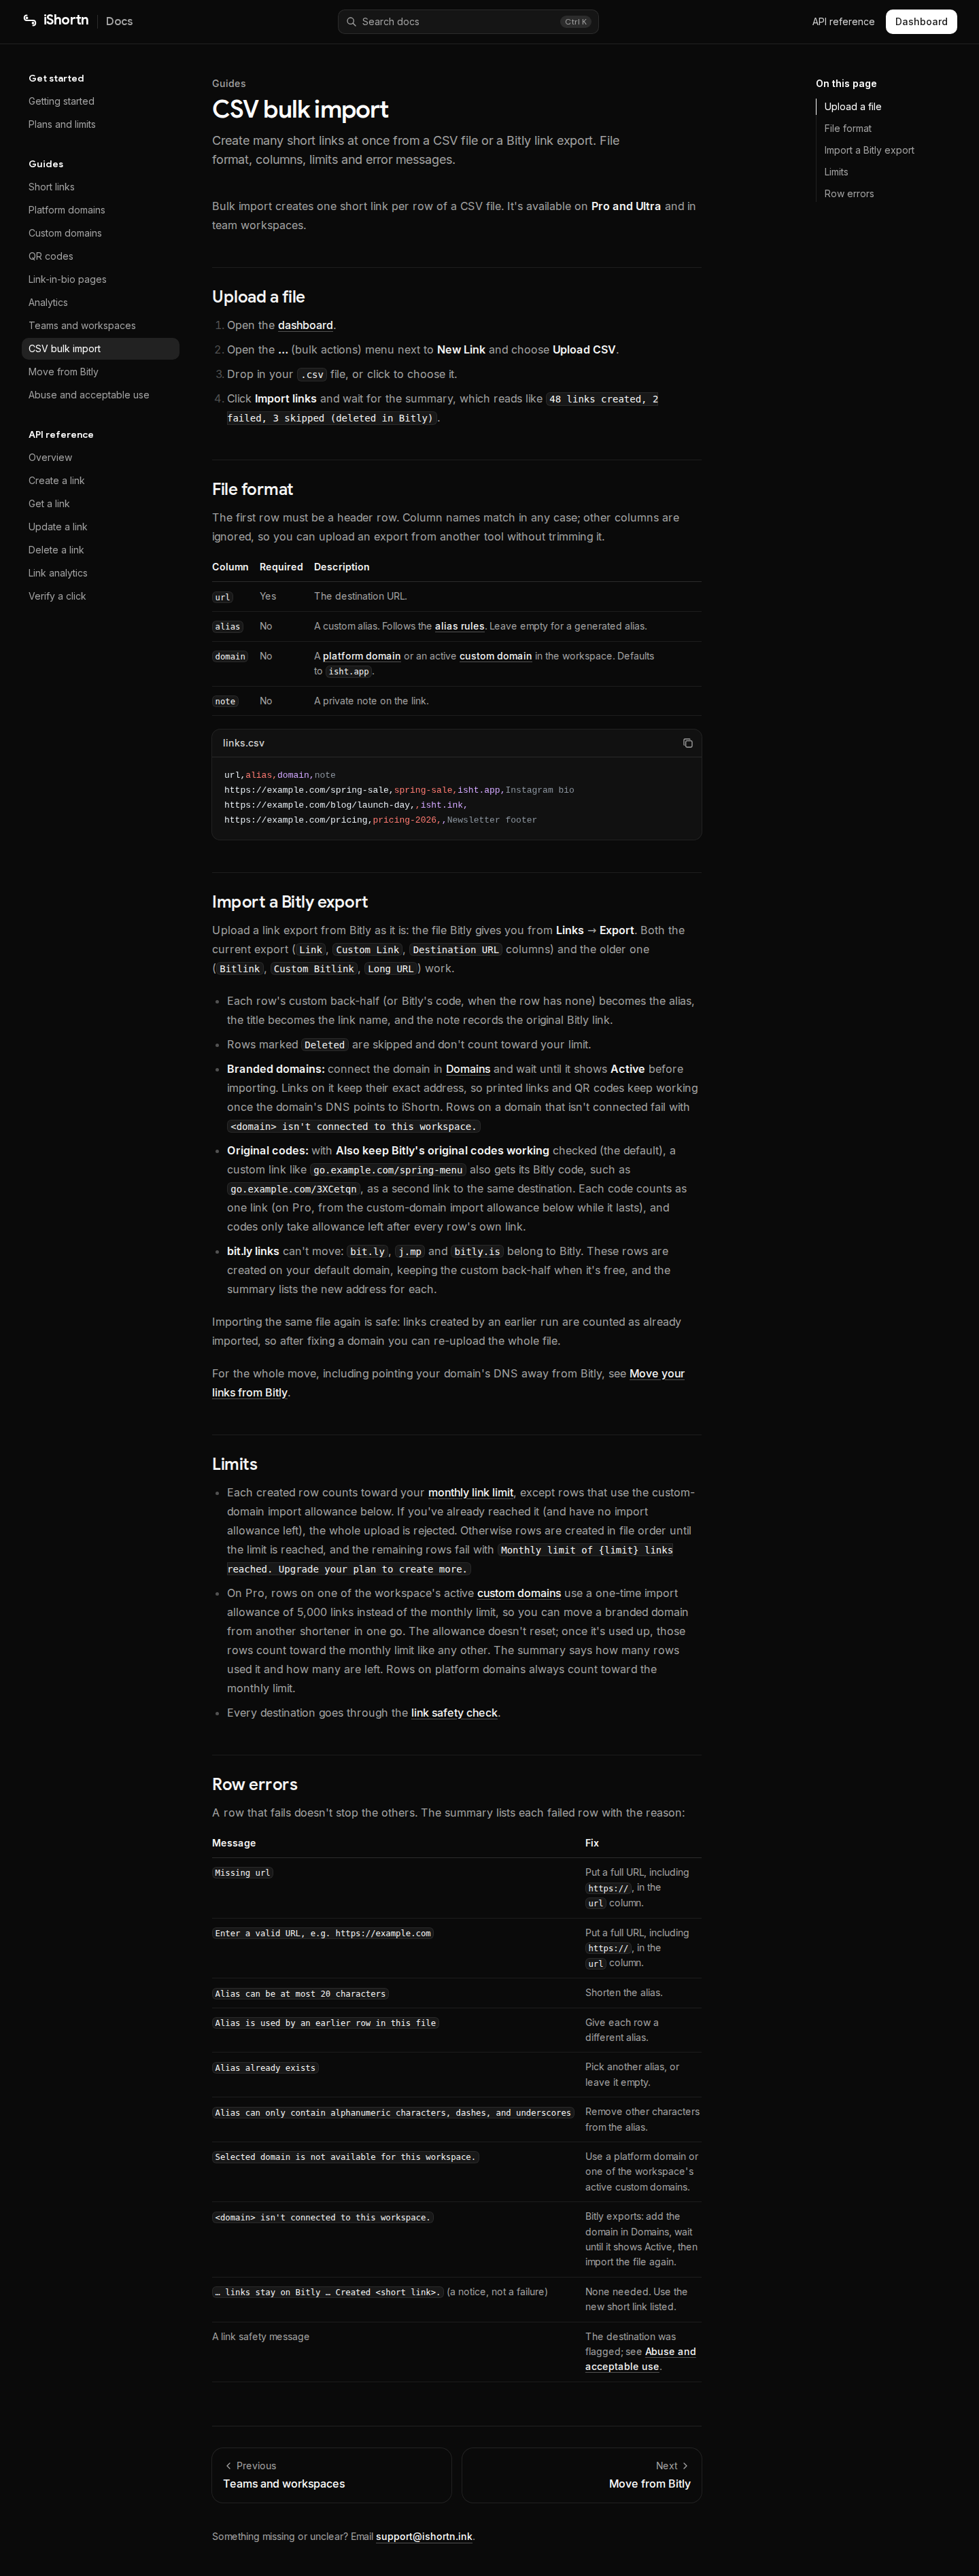 iShortn Docs
Search docs Ctrl K
API reference Dashboard
Get started
Getting started
Plans and limits
Guides
Short links
Platform domains
Custom domains
QR codes
Link-in-bio pages
Analytics
Teams and workspaces
CSV bulk import
Move from Bitly
Abuse and acceptable use
API reference
Overview
Create a link
Get a link
Update a link
Delete a link
Link analytics
Verify a click
Guides
CSV bulk import
Create many short links at once from a CSV file or a Bitly link export. File
format, columns, limits and error messages.
Bulk import creates one short link per row of a CSV file. It's available on Pro and Ultra and in
team workspaces.
Upload a file
1. Open the dashboard.
2. Open the ... (bulk actions) menu next to New Link and choose Upload CSV.
3. Drop in your .csv file, or click to choose it.
4. Click Import links and wait for the summary, which reads like 48 links created, 2
failed, 3 skipped (deleted in Bitly).
File format
The first row must be a header row. Column names match in any case; other columns are
ignored, so you can upload an export from another tool without trimming it.
Column Required Description
url Yes The destination URL.
alias No A custom alias. Follows the alias rules. Leave empty for a generated alias.
domain No A platform domain or an active custom domain in the workspace. Defaults
to isht.app.
note No A private note on the link.
links.csv
url,alias,domain,note
https://example.com/spring-sale,spring-sale,isht.app,Instagram bio
https://example.com/blog/launch-day,,isht.ink,
https://example.com/pricing,pricing-2026,,Newsletter footer
Import a Bitly export
Upload a link export from Bitly as it is: the file Bitly gives you from Links → Export. Both the
current export (Link, Custom Link, Destination URL columns) and the older one
(Bitlink, Custom Bitlink, Long URL) work.
• Each row's custom back-half (or Bitly's code, when the row has none) becomes the alias,
the title becomes the link name, and the note records the original Bitly link.
• Rows marked Deleted are skipped and don't count toward your limit.
• Branded domains: connect the domain in Domains and wait until it shows Active before
importing. Links on it keep their exact address, so printed links and QR codes keep working
once the domain's DNS points to iShortn. Rows on a domain that isn't connected fail with
<domain> isn't connected to this workspace.
• Original codes: with Also keep Bitly's original codes working checked (the default), a
custom link like go.example.com/spring-menu also gets its Bitly code, such as
go.example.com/3XCetqn, as a second link to the same destination. Each code counts as
one link (on Pro, from the custom-domain import allowance below while it lasts), and
codes only take allowance left after every row's own link.
• bit.ly links can't move: bit.ly, j.mp and bitly.is belong to Bitly. These rows are
created on your default domain, keeping the custom back-half when it's free, and the
summary lists the new address for each.
Importing the same file again is safe: links created by an earlier run are counted as already
imported, so after fixing a domain you can re-upload the whole file.
For the whole move, including pointing your domain's DNS away from Bitly, see Move your
links from Bitly.
Limits
• Each created row counts toward your monthly link limit, except rows that use the custom-
domain import allowance below. If you've already reached it (and have no import
allowance left), the whole upload is rejected. Otherwise rows are created in file order until
the limit is reached, and the remaining rows fail with Monthly limit of {limit} links
reached. Upgrade your plan to create more.
• On Pro, rows on one of the workspace's active custom domains use a one-time import
allowance of 5,000 links instead of the monthly limit, so you can move a branded domain
from another shortener in one go. The allowance doesn't reset; once it's used up, those
rows count toward the monthly limit like any other. The summary says how many rows
used it and how many are left. Rows on platform domains always count toward the
monthly limit.
• Every destination goes through the link safety check.
Row errors
A row that fails doesn't stop the others. The summary lists each failed row with the reason:
Message Fix
Missing url Put a full URL, including
https://, in the
url column.
Enter a valid URL, e.g. https://example.com Put a full URL, including
https://, in the
url column.
Alias can be at most 20 characters Shorten the alias.
Alias is used by an earlier row in this file Give each row a
different alias.
Alias already exists Pick another alias, or
leave it empty.
Alias can only contain alphanumeric characters, dashes, and underscores Remove other characters
from the alias.
Selected domain is not available for this workspace. Use a platform domain or
one of the workspace's
active custom domains.
<domain> isn't connected to this workspace. Bitly exports: add the
domain in Domains, wait
until it shows Active, then
import the file again.
… links stay on Bitly … Created <short link>. (a notice, not a failure) None needed. Use the
new short link listed.
A link safety message The destination was
flagged; see Abuse and
acceptable use.
Previous
Teams and workspaces
Next
Move from Bitly
Something missing or unclear? Email support@ishortn.ink.
On this page
Upload a file
File format
Import a Bitly export
Limits
Row errors